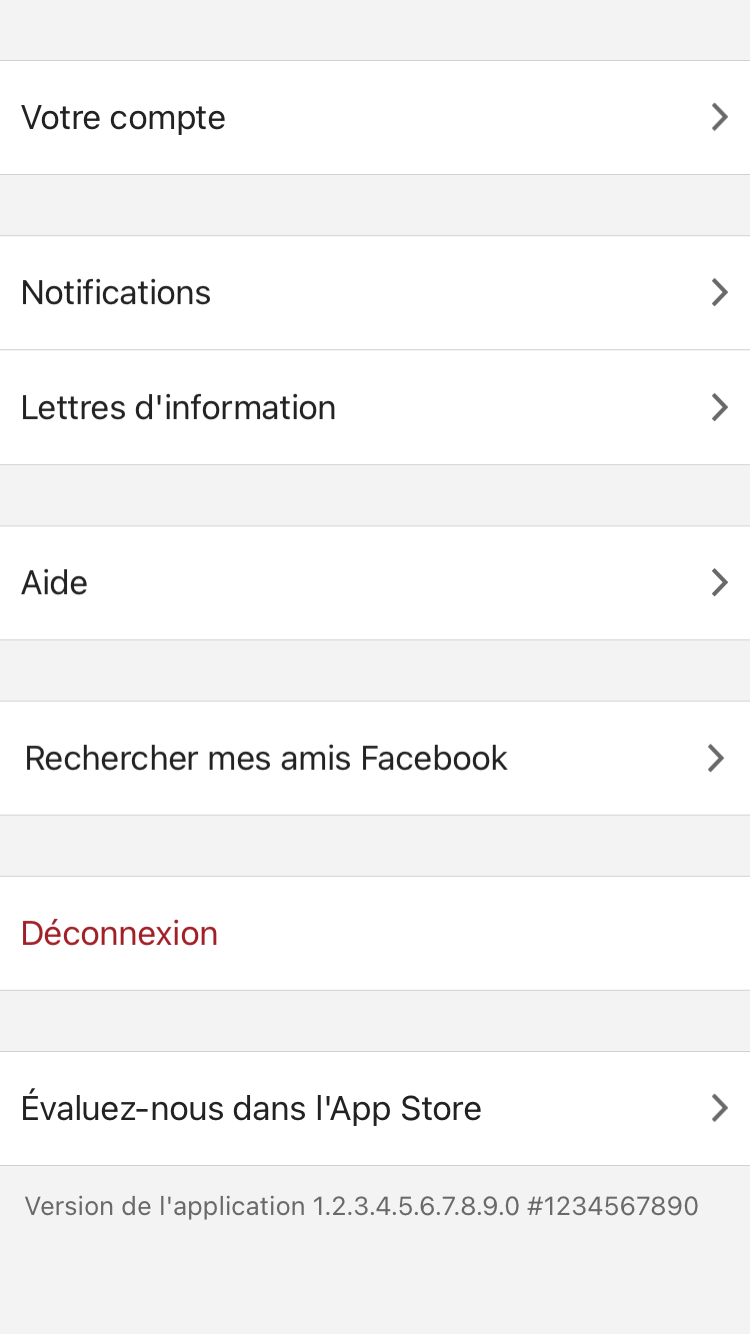 Votre compte
Notifications
Lettres d'information
Aide
Rechercher mes amis Facebook
Déconnexion
Évaluez-nous dans l'App Store
Version de l'application 1.2.3.4.5.6.7.8.9.0 #1234567890